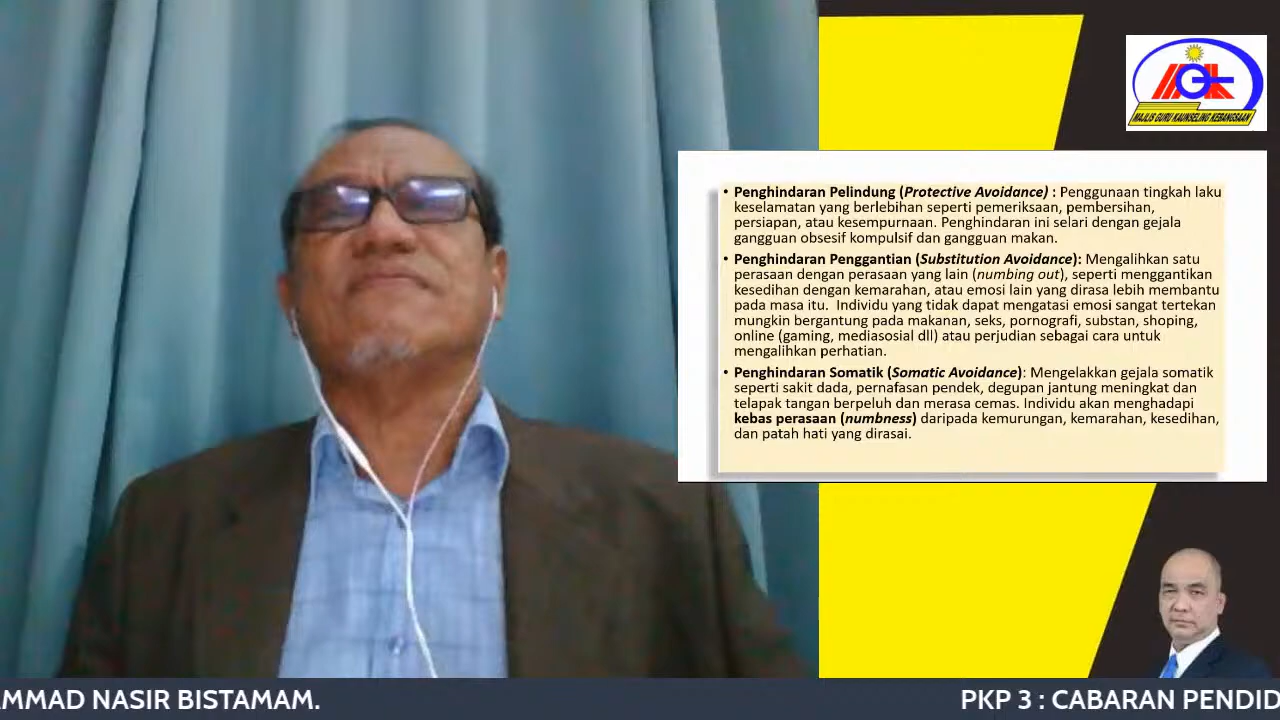 MAJLIS GURU KAUNSELING KEBANGSAAN
• Penghindaran Pelindung (Protective Avoidance) : Penggunaan tingkah laku
keselamatan yang berlebihan seperti pemeriksaan, pembersihan,
persiapan, atau kesempurnaan. Penghindaran ini selari dengan gejala
gangguan obsesif kompulsif dan gangguan makan.
• Penghindaran Penggantian (Substitution Avoidance): Mengalihkan satu
perasaan dengan perasaan yang lain (numbing out), seperti menggantikan
kesedihan dengan kemarahan, atau emosi lain yang dirasa lebih membantu
pada masa itu. Individu yang tidak dapat mengatasi emosi sangat tertekan
mungkin bergantung pada makanan, seks, pornografi, substan, shoping,
online (gaming, mediasosial dll) atau perjudian sebagai cara untuk
mengalihkan perhatian.
• Penghindaran Somatik (Somatic Avoidance): Mengelakkan gejala somatik
seperti sakit dada, pernafasan pendek, degupan jantung meningkat dan
telapak tangan berpeluh dan merasa cemas. Individu akan menghadapi
kebas perasaan (numbness) daripada kemurungan, kemarahan, kesedihan,
dan patah hati yang dirasai.
MMAD NASIR BISTAMAM. PKP 3 : CABARAN PENDID